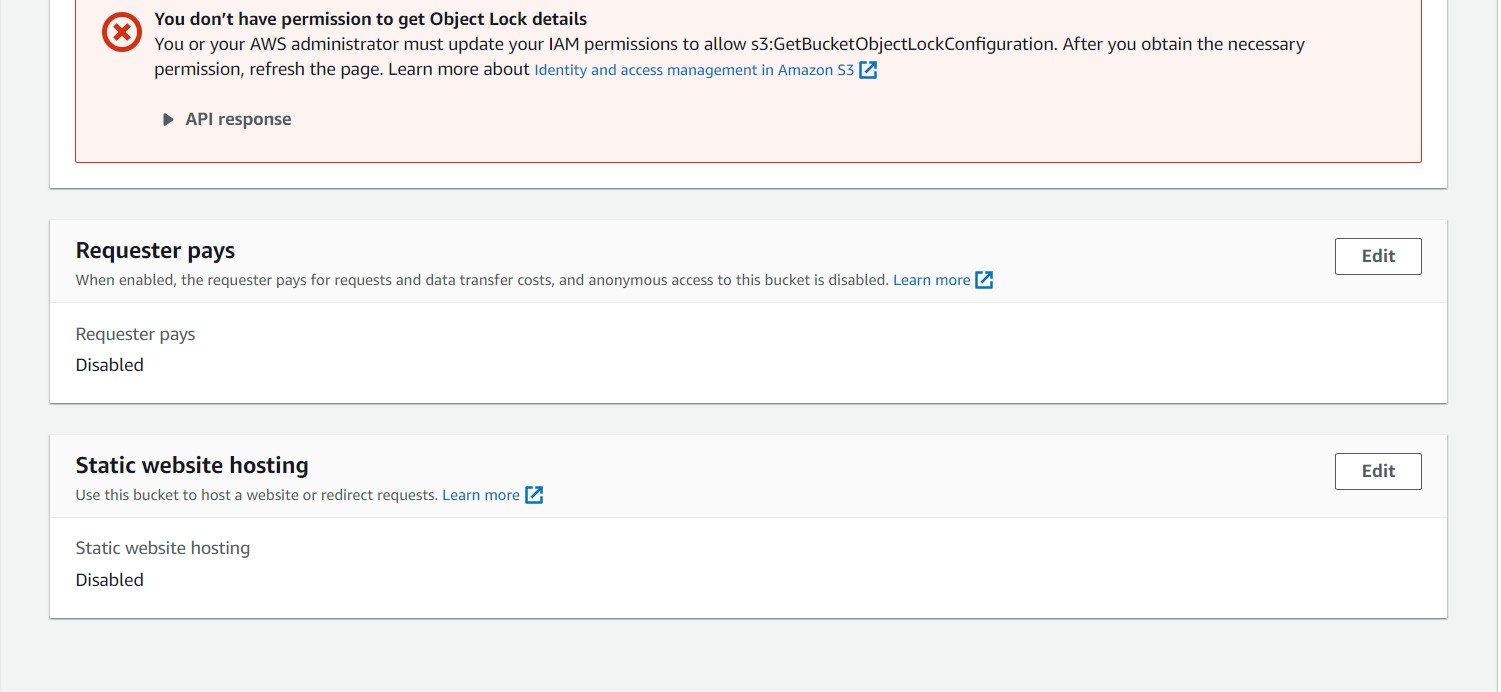 You don’t have permission to get Object Lock details
You or your AWS administrator must update your IAM permissions to allow s3:GetBucketObjectLockConfiguration. After you obtain the necessary
permission, refresh the page. Learn more about Identity and access management in Amazon S3
API response
Requester pays
Edit
When enabled, the requester pays for requests and data transfer costs, and anonymous access to this bucket is disabled. Learn more
Requester pays
Disabled
Static website hosting
Edit
Use this bucket to host a website or redirect requests. Learn more
Static website hosting
Disabled